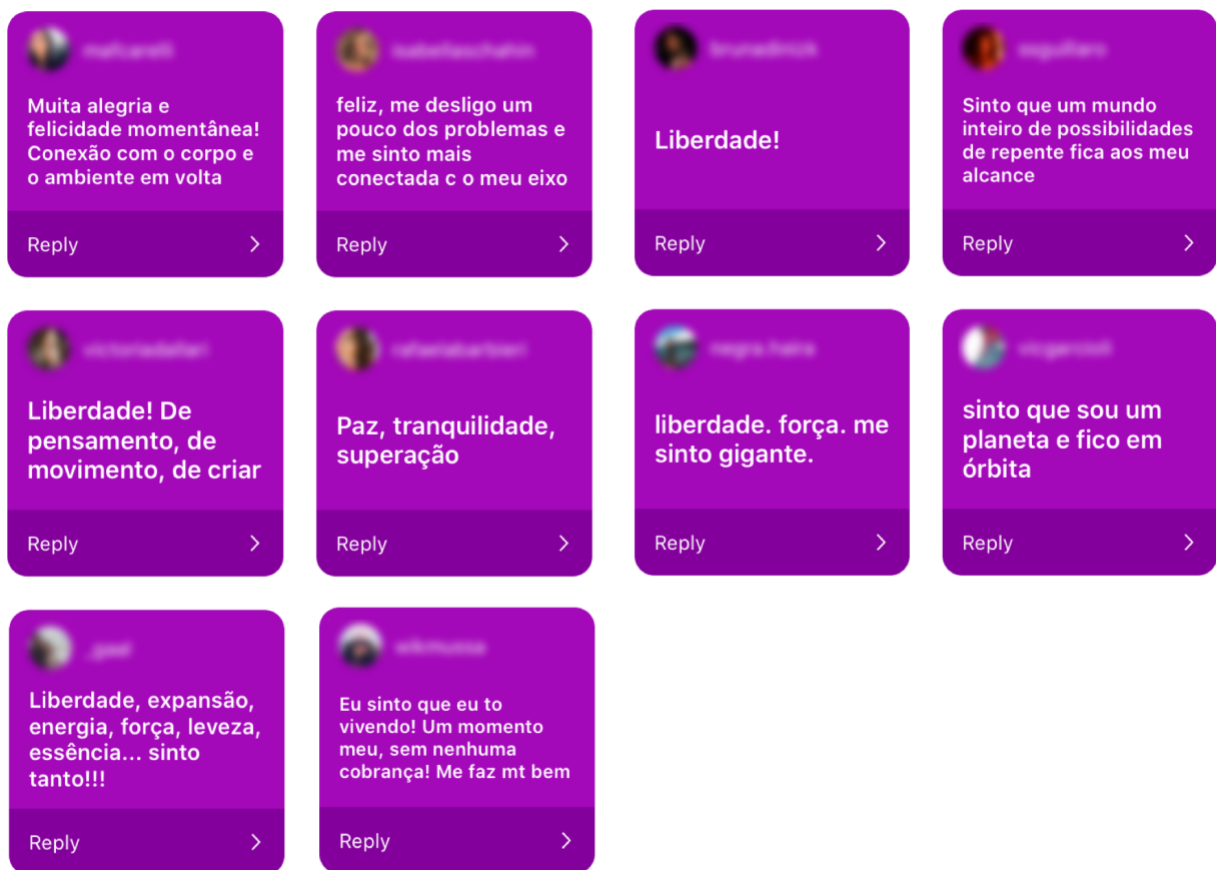 Muita alegria e
felicidade momentânea!
Conexão com o corpo e
o ambiente em volta
Reply
feliz, me desligo um
pouco dos problemas e
me sinto mais
conectada c o meu eixo
Reply
Liberdade!
Reply
Sinto que um mundo
inteiro de possibilidades
de repente fica aos meu
alcance
Reply
Liberdade! De
pensamento, de
movimento, de criar
Reply
Paz, tranquilidade,
superação
Reply
liberdade. força. me
sinto gigante.
Reply
sinto que sou um
planeta e fico em
órbita
Reply
Liberdade, expansão,
energia, força, leveza,
essência... sinto
tanto!!!
Reply
Eu sinto que eu to
vivendo! Um momento
meu, sem nenhuma
cobrança! Me faz mt bem
Reply